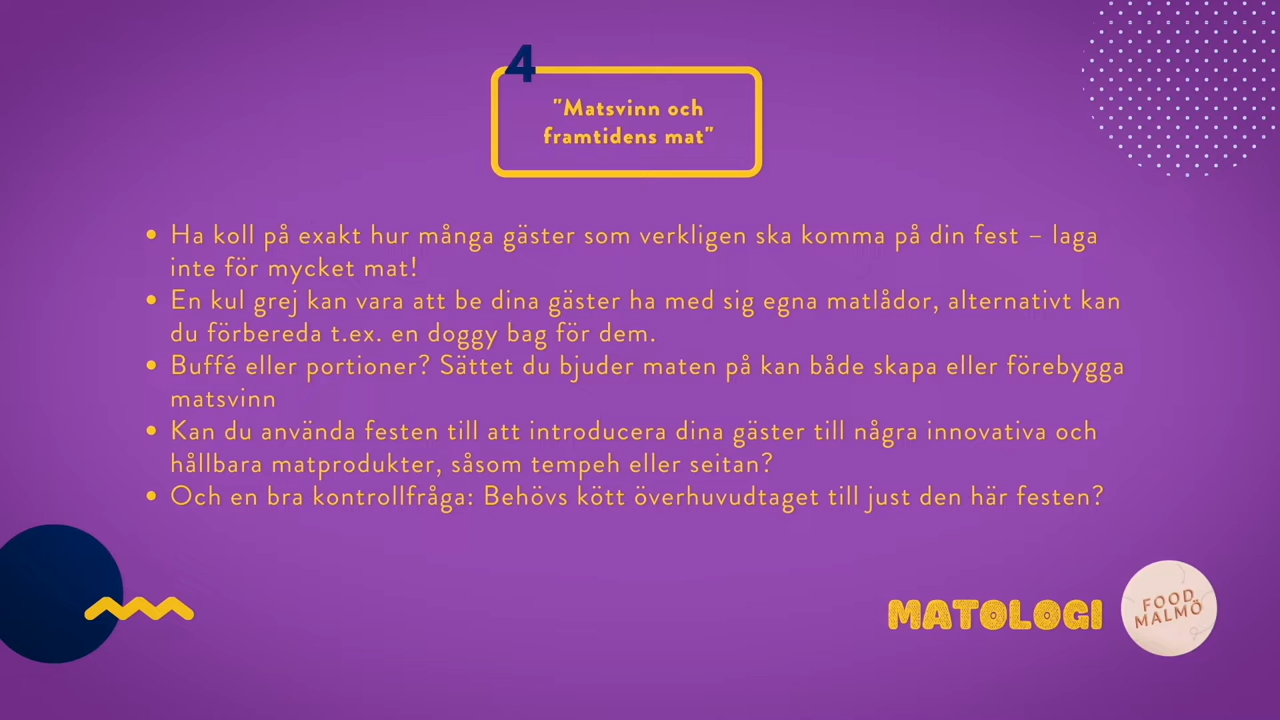 4
"Matsvinn och
framtidens mat"
• Ha koll på exakt hur många gäster som verkligen ska komma på din fest – laga
inte för mycket mat!
• En kul grej kan vara att be dina gäster ha med sig egna matlådor, alternativt kan
du förbereda t.ex. en doggy bag för dem.
• Buffé eller portioner? Sättet du bjuder maten på kan både skapa eller förebygga
matsvinn
• Kan du använda festen till att introducera dina gäster till några innovativa och
hållbara matprodukter, såsom tempeh eller seitan?
• Och en bra kontrollfråga: Behövs kött överhuvudtaget till just den här festen?
MATOLOGI
FOOD
MALMÖ